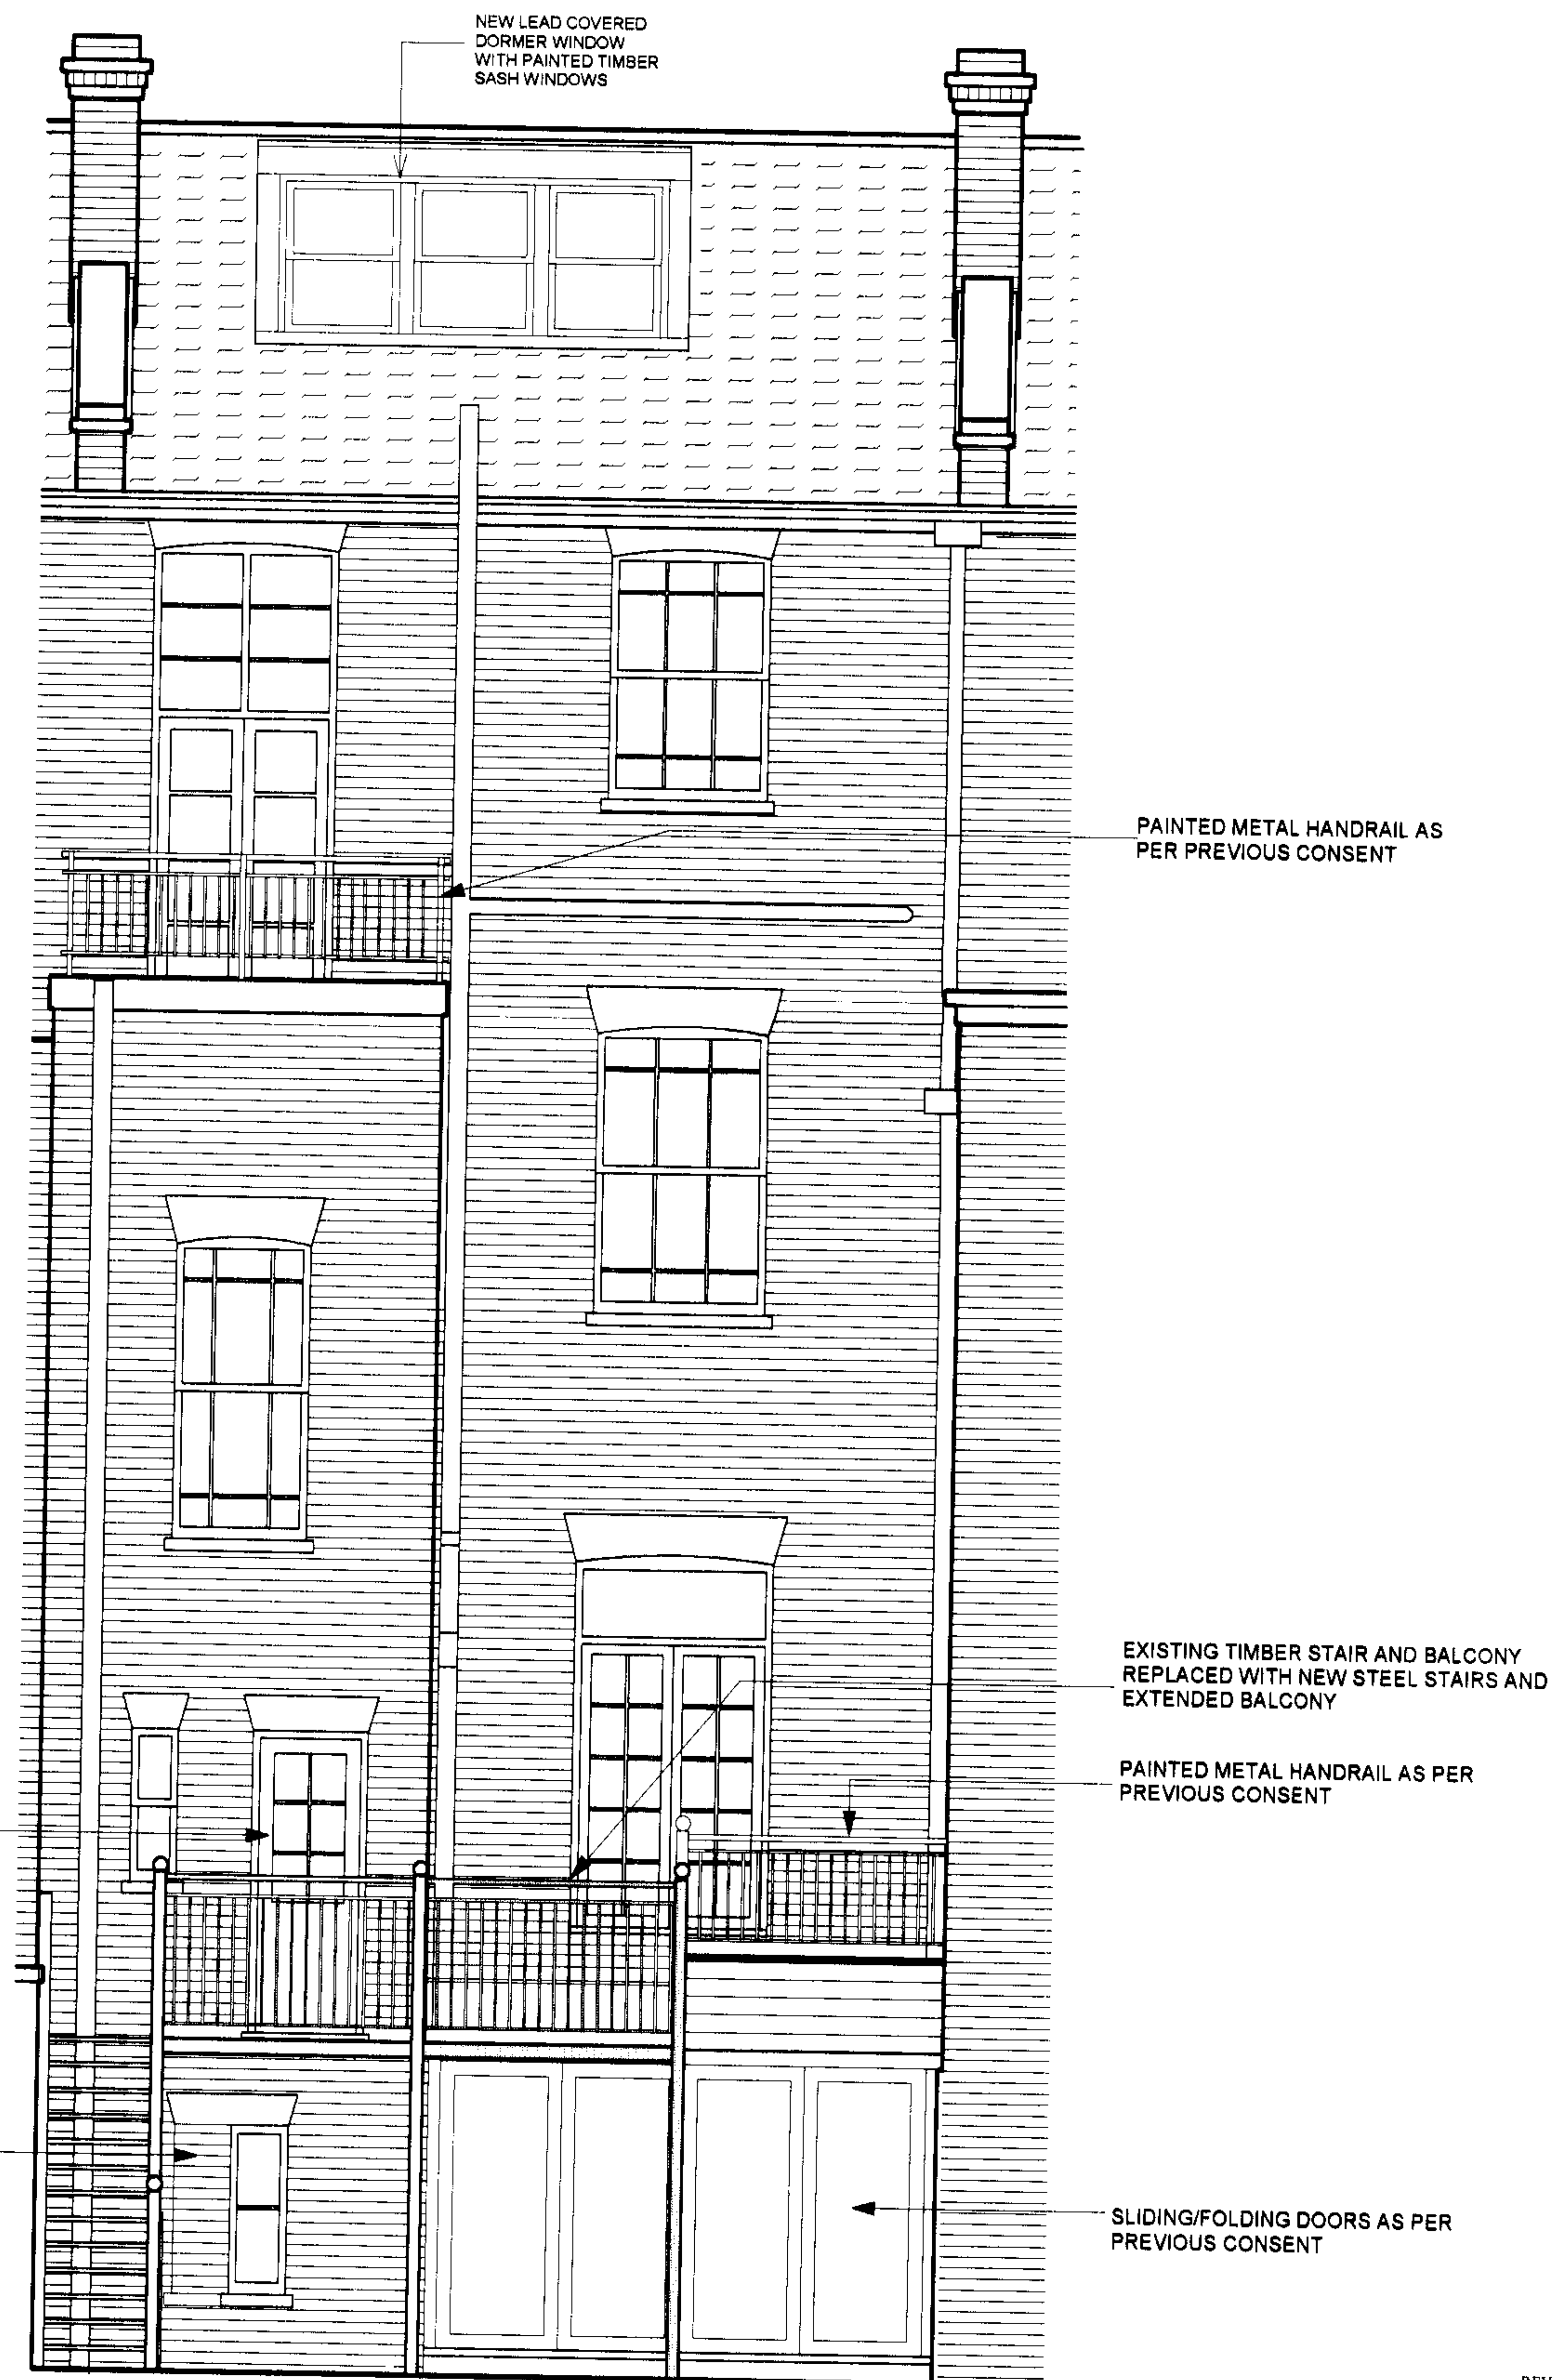 NEW LEAD COVERED
DORMER WINDOW
WITH PAINTED TIMBER
SASH WINDOWS
PAINTED METAL HANDRAIL AS
PER PREVIOUS CONSENT
EXISTING TIMBER STAIR AND BALCONY
REPLACED WITH NEW STEEL STAIRS AND
EXTENDED BALCONY
PAINTED METAL HANDRAIL AS PER
PREVIOUS CONSENT
SLIDING/FOLDING DOORS AS PER
PREVIOUS CONSENT